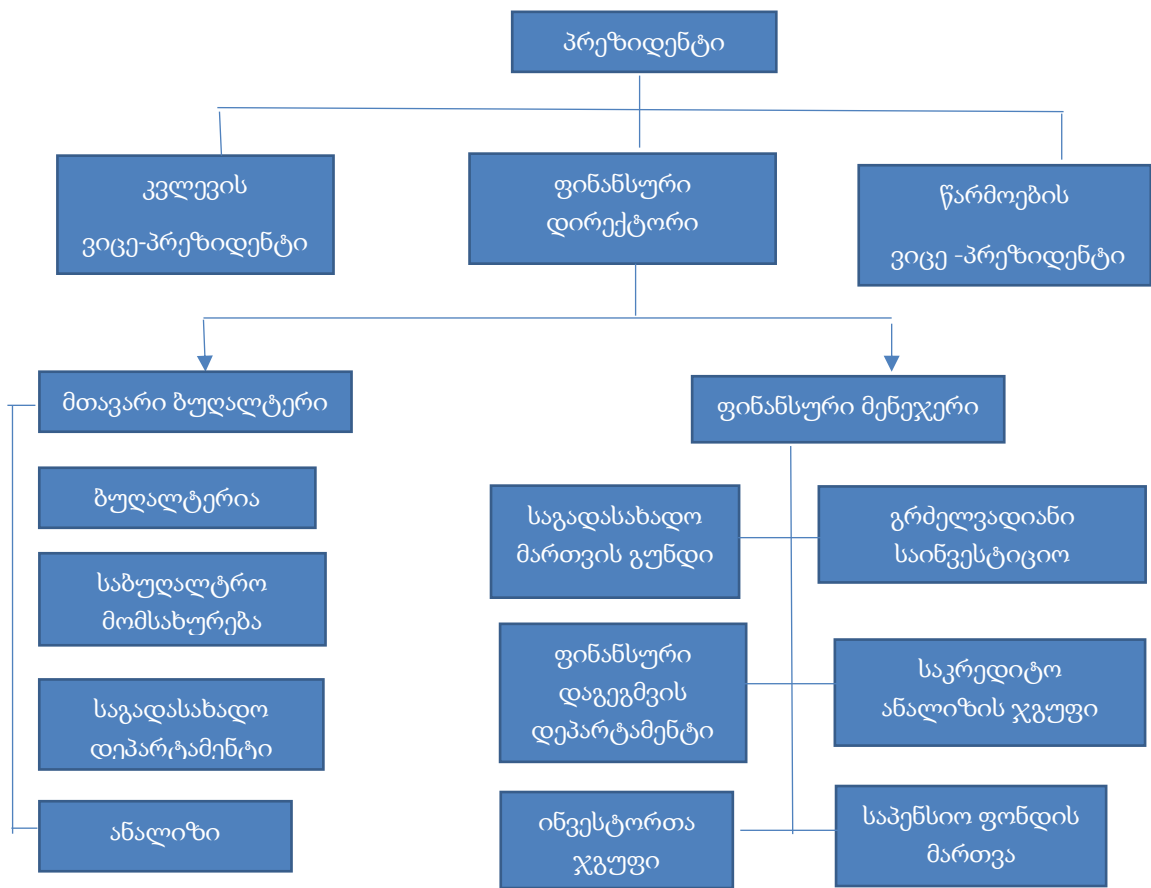 პრეზიდენტი
კვლევის
ვიცე-პრეზიდენტი
ფინანსური
დირექტორი
წარმოების
ვიცე -პრეზიდენტი
მთავარი ბუღალტერი
ფინანსური მენეჯერი
ბუღალტერია
საბუღალტრო
მომსახურება
საგადასახადო
დეპარტამენტი
ანალიზი
საგადასახადო
მართვის გუნდი
გრძელვადიანი
საინვესტიციო
ფინანსური
დაგეგმვის
დეპარტამენტი
საკრედიტო
ანალიზის ჯგუფი
ინვესტორთა
ჯგუფი
საპენსიო ფონდის
მართვა